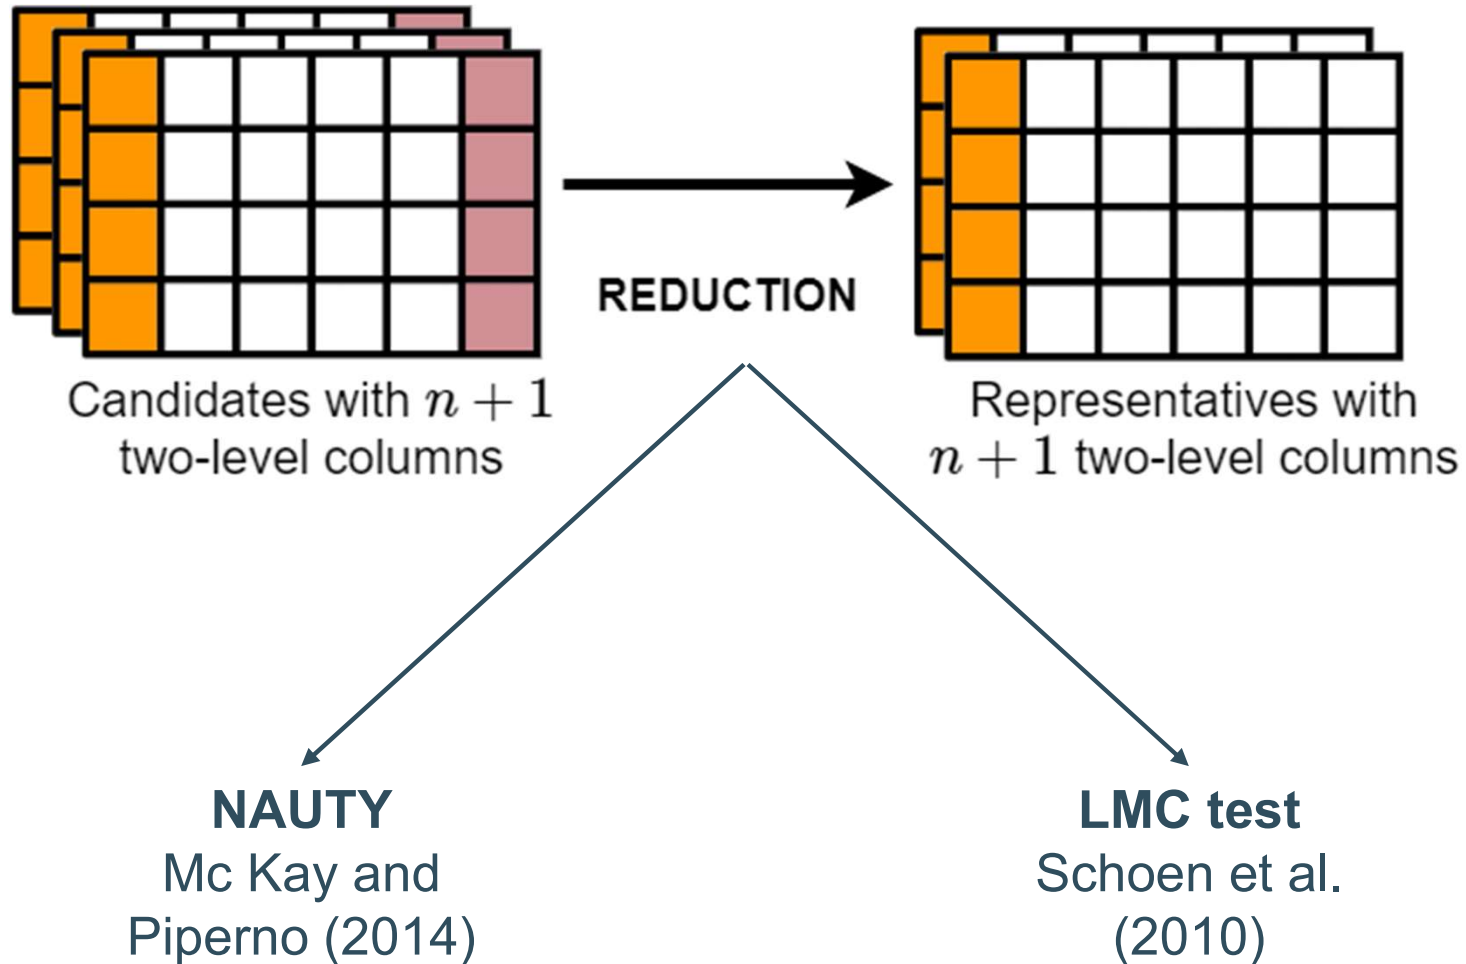 REDUCTION
Candidates with n + 1
two-level columns
Representatives with
n + 1 two-level columns
NAUTY
Mc Kay and
Piperno (2014)
LMC test
Schoen et al.
(2010)